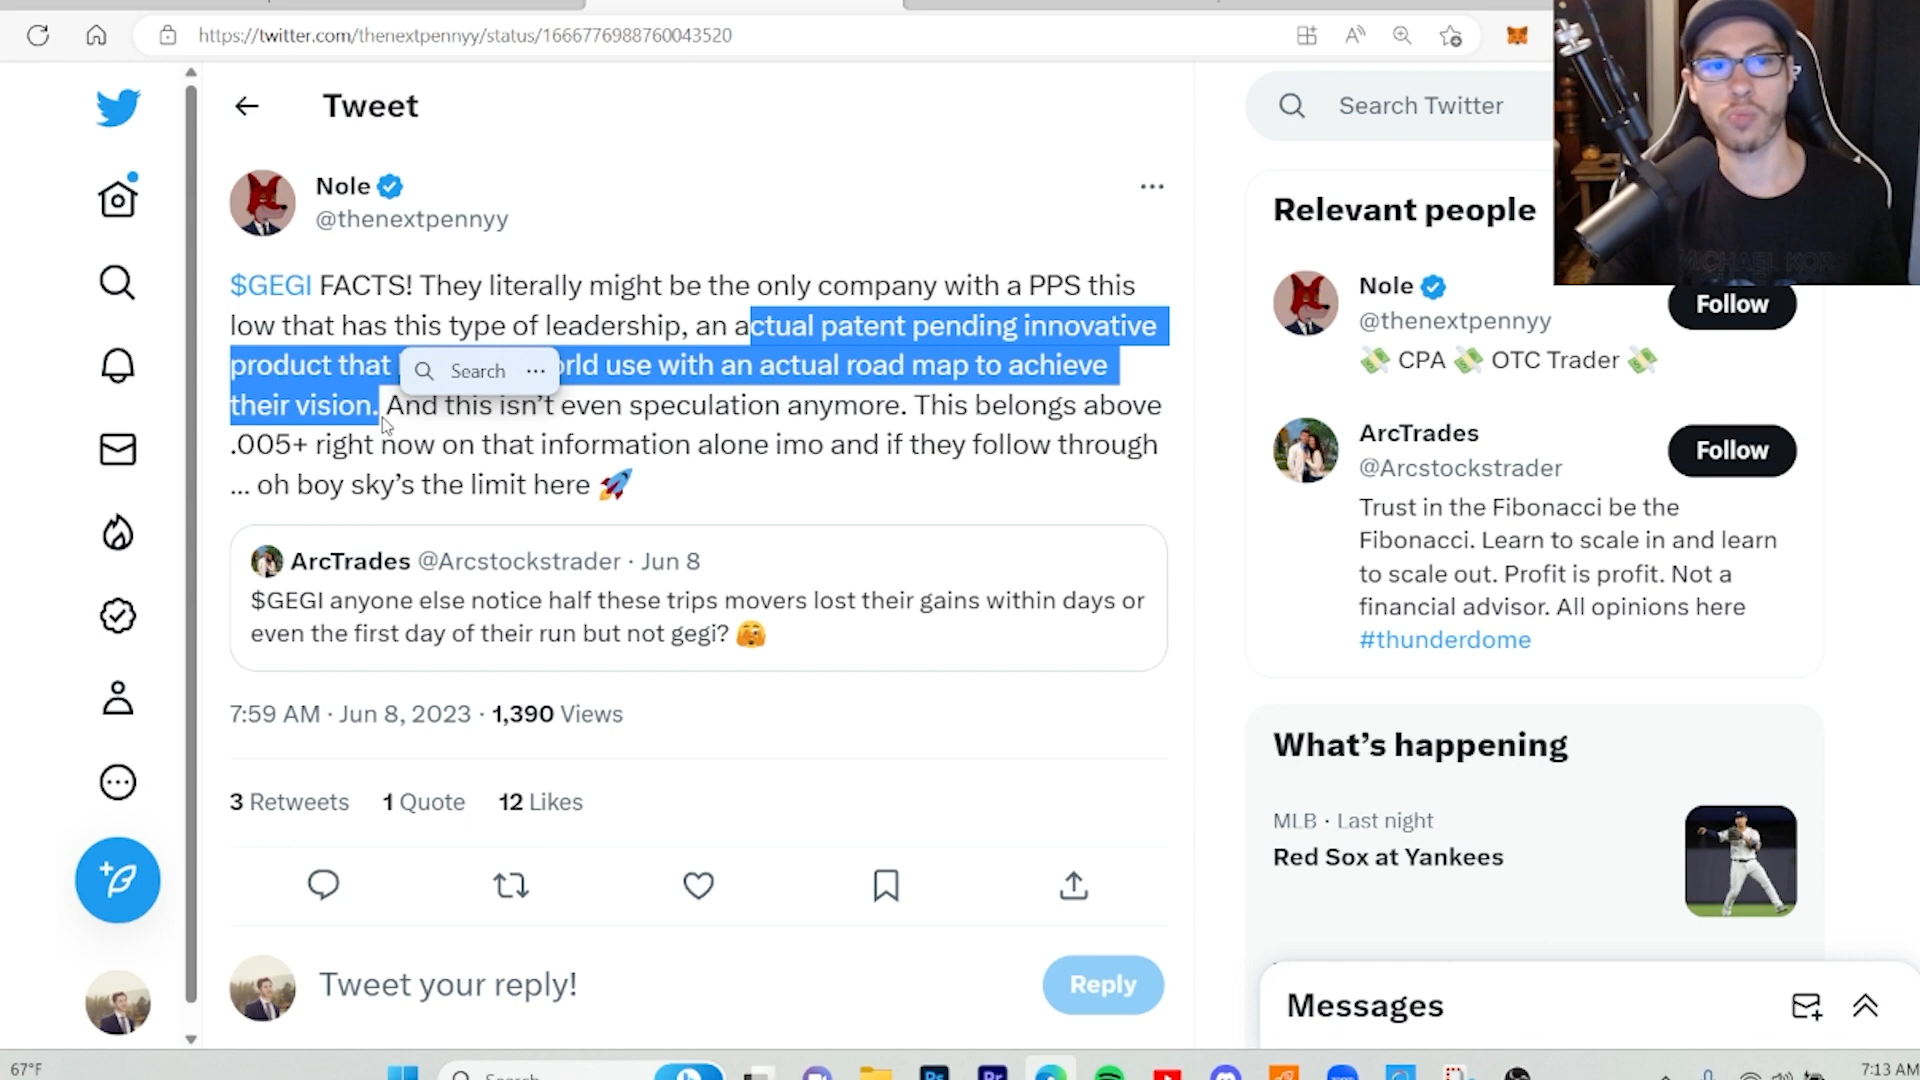 https://twitter.com/thenextpennyy/status/1666776988760043520
Tweet
Search Twitter
Nole
@thenextpennyy
$GEGI FACTS! They literally might be the only company with a PPS this
low that has this type of leadership, an actual patent pending innovative
product that orld use with an actual road map to achieve
their vision. And this isn't even speculation anymore. This belongs above
.005+ right now on that information alone imo and if they follow through
... oh boy sky's the limit here 🚀
Search ...
ArcTrades @Arcstockstrader · Jun 8
$GEGI anyone else notice half these trips movers lost their gains within days or
even the first day of their run but not gegi? 🫣
7:59 AM · Jun 8, 2023 · 1,390 Views
3 Retweets 1 Quote 12 Likes
Tweet your reply!
Reply
Relevant people
Nole
@thenextpennyy
Follow
💸 CPA 💸 OTC Trader 💸
ArcTrades
@Arcstockstrader
Follow
Trust in the Fibonacci be the
Fibonacci. Learn to scale in and learn
to scale out. Profit is profit. Not a
financial advisor. All opinions here
#thunderdome
What's happening
MLB · Last night
Red Sox at Yankees
Messages
MICHAEL KOR
67°F
Search
Ps
Pr
7:13 AM